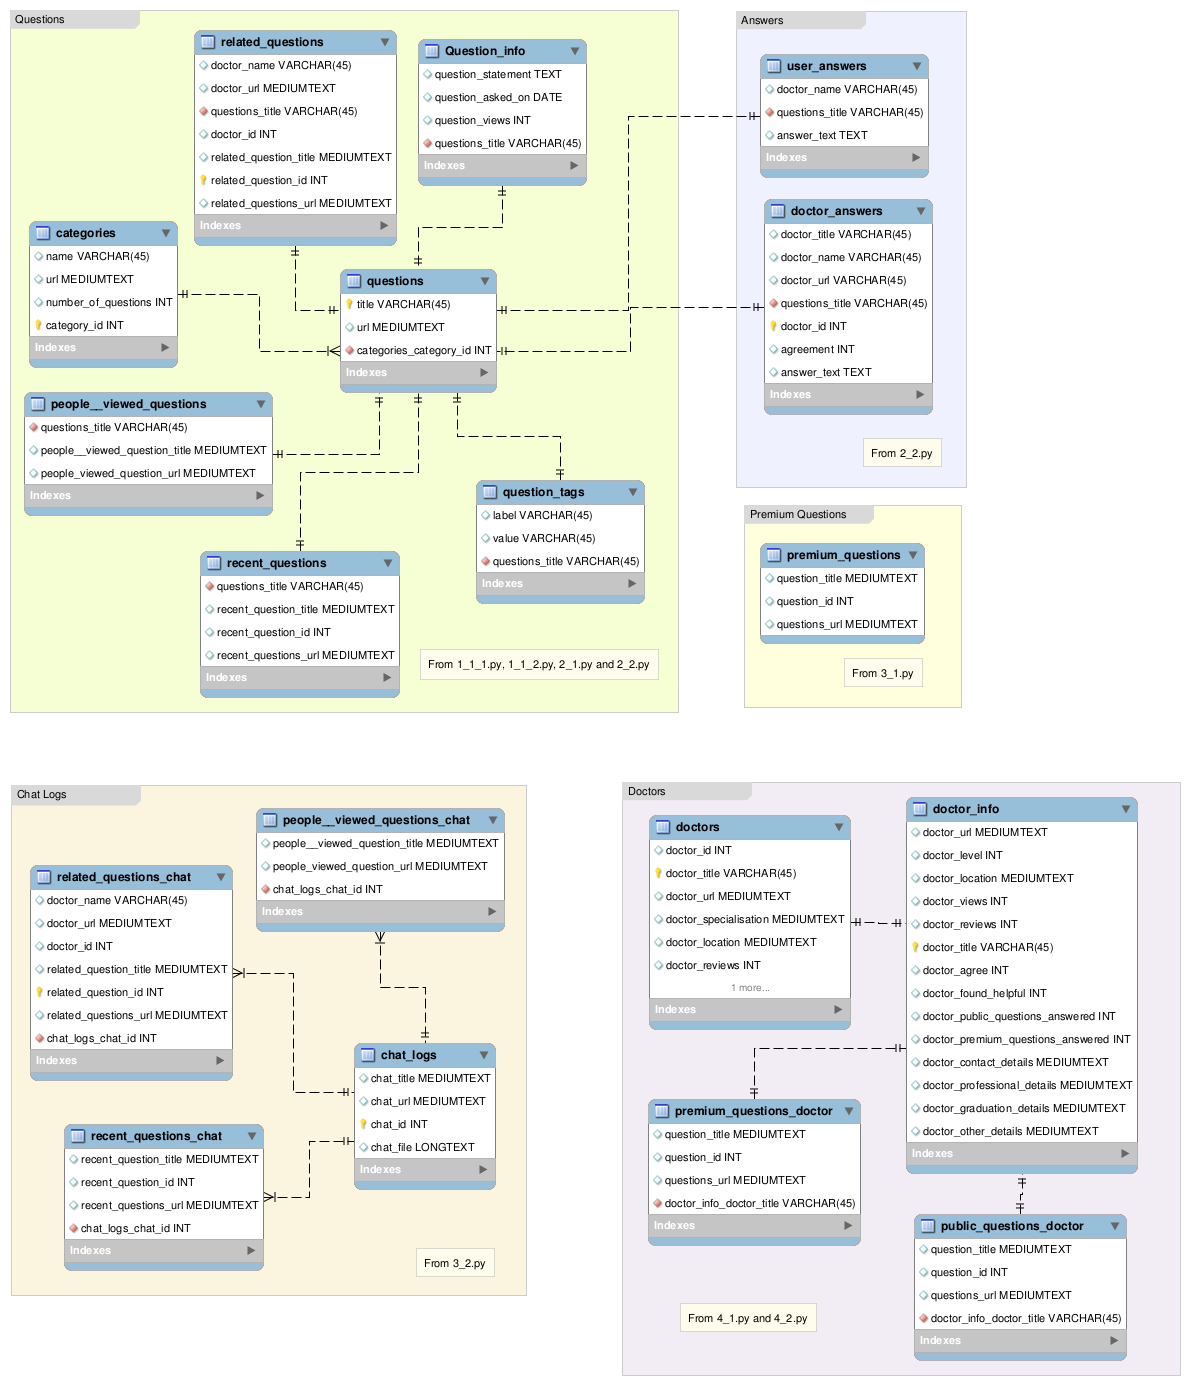 Questions
related_questions
doctor_name VARCHAR(45)
doctor_url MEDIUMTEXT
questions_title VARCHAR(45)
doctor_id INT
related_question_title MEDIUMTEXT
related_question_id INT
related_questions_url MEDIUMTEXT
Indexes
Question_info
question_statement TEXT
question_asked_on DATE
question_views INT
questions_title VARCHAR(45)
Indexes
categories
name VARCHAR(45)
url MEDIUMTEXT
number_of_questions INT
category_id INT
Indexes
questions
title VARCHAR(45)
url MEDIUMTEXT
categories_category_id INT
Indexes
people__viewed_questions
questions_title VARCHAR(45)
people__viewed_question_title MEDIUMTEXT
people_viewed_question_url MEDIUMTEXT
Indexes
question_tags
label VARCHAR(45)
value VARCHAR(45)
questions_title VARCHAR(45)
Indexes
recent_questions
questions_title VARCHAR(45)
recent_question_title MEDIUMTEXT
recent_question_id INT
recent_questions_url MEDIUMTEXT
Indexes
From 1_1_1.py, 1_1_2.py, 2_1.py and 2_2.py
Answers
user_answers
doctor_name VARCHAR(45)
questions_title VARCHAR(45)
answer_text TEXT
Indexes
doctor_answers
doctor_title VARCHAR(45)
doctor_name VARCHAR(45)
doctor_url VARCHAR(45)
questions_title VARCHAR(45)
doctor_id INT
agreement INT
answer_text TEXT
Indexes
From 2_2.py
Premium Questions
premium_questions
question_title MEDIUMTEXT
question_id INT
questions_url MEDIUMTEXT
From 3_1.py
Chat Logs
people__viewed_questions_chat
people__viewed_question_title MEDIUMTEXT
people_viewed_question_url MEDIUMTEXT
chat_logs_chat_id INT
Indexes
related_questions_chat
doctor_name VARCHAR(45)
doctor_url MEDIUMTEXT
doctor_id INT
related_question_title MEDIUMTEXT
related_question_id INT
related_questions_url MEDIUMTEXT
chat_logs_chat_id INT
Indexes
chat_logs
chat_title MEDIUMTEXT
chat_url MEDIUMTEXT
chat_id INT
chat_file LONGTEXT
Indexes
recent_questions_chat
recent_question_title MEDIUMTEXT
recent_question_id INT
recent_questions_url MEDIUMTEXT
chat_logs_chat_id INT
Indexes
From 3_2.py
Doctors
doctors
doctor_id INT
doctor_title VARCHAR(45)
doctor_url MEDIUMTEXT
doctor_specialisation MEDIUMTEXT
doctor_location MEDIUMTEXT
doctor_reviews INT
1 more...
Indexes
doctor_info
doctor_url MEDIUMTEXT
doctor_level INT
doctor_location MEDIUMTEXT
doctor_views INT
doctor_reviews INT
doctor_title VARCHAR(45)
doctor_agree INT
doctor_found_helpful INT
doctor_public_questions_answered INT
doctor_premium_questions_answered INT
doctor_contact_details MEDIUMTEXT
doctor_professional_details MEDIUMTEXT
doctor_graduation_details MEDIUMTEXT
doctor_other_details MEDIUMTEXT
Indexes
premium_questions_doctor
question_title MEDIUMTEXT
question_id INT
questions_url MEDIUMTEXT
doctor_info_doctor_title VARCHAR(45)
Indexes
public_questions_doctor
question_title MEDIUMTEXT
question_id INT
questions_url MEDIUMTEXT
doctor_info_doctor_title VARCHAR(45)
Indexes
From 4_1.py and 4_2.py